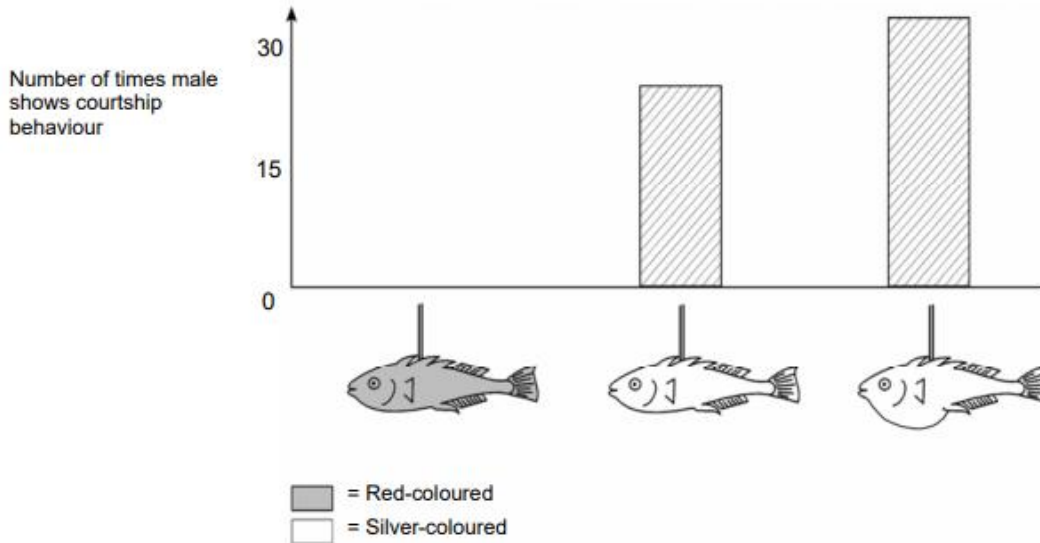 30
Number of times male
shows courtship
behaviour
15
0
= Red-coloured
= Silver-coloured